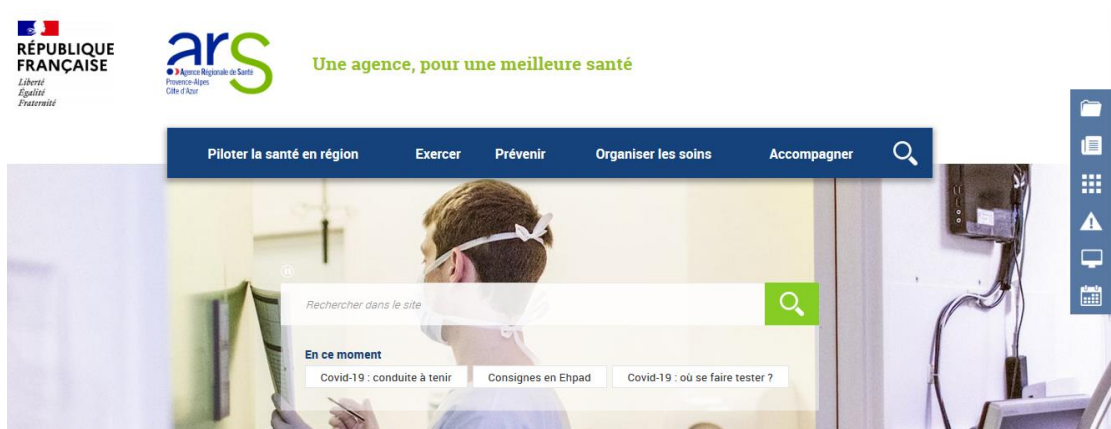 RÉPUBLIQUE
FRANÇAISE
Liberté
Égalité
Fraternité
ars
Agence Régionale de Santé
Provence-Alpes
Côte d'Azur
Une agence, pour une meilleure santé
Piloter la santé en région Exercer Prévenir Organiser les soins Accompagner
Rechercher dans le site
En ce moment
Covid-19 : conduite à tenir Consignes en Ehpad Covid-19 : où se faire tester ?